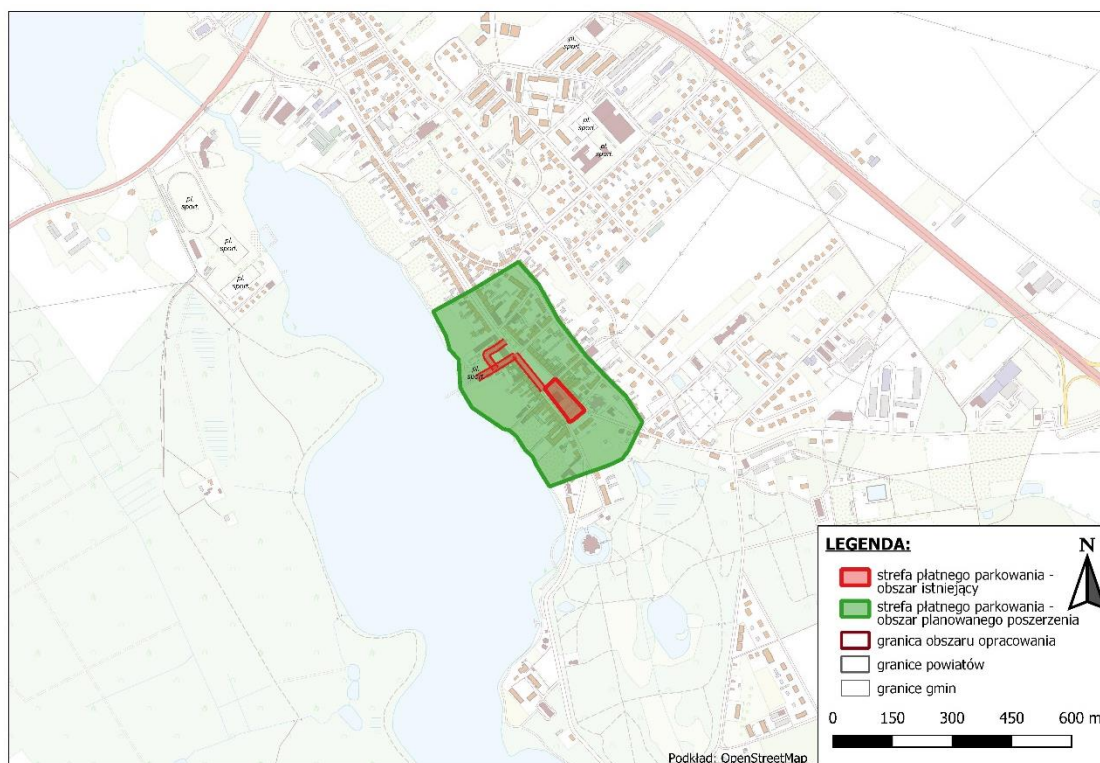 pl.
sport.
pl.
sport.
pl.
sport.
pl.
sport.
pl.
sport.
pl.
sport.
pl.
sport.
LEGENDA:
N
strefa płatnego parkowania -
obszar istniejący
strefa płatnego parkowania -
obszar planowanego poszerzenia
granica obszaru opracowania
granice powiatów
granice gmin
0 150 300 450 600 m
Podkład: OpenStreetMap